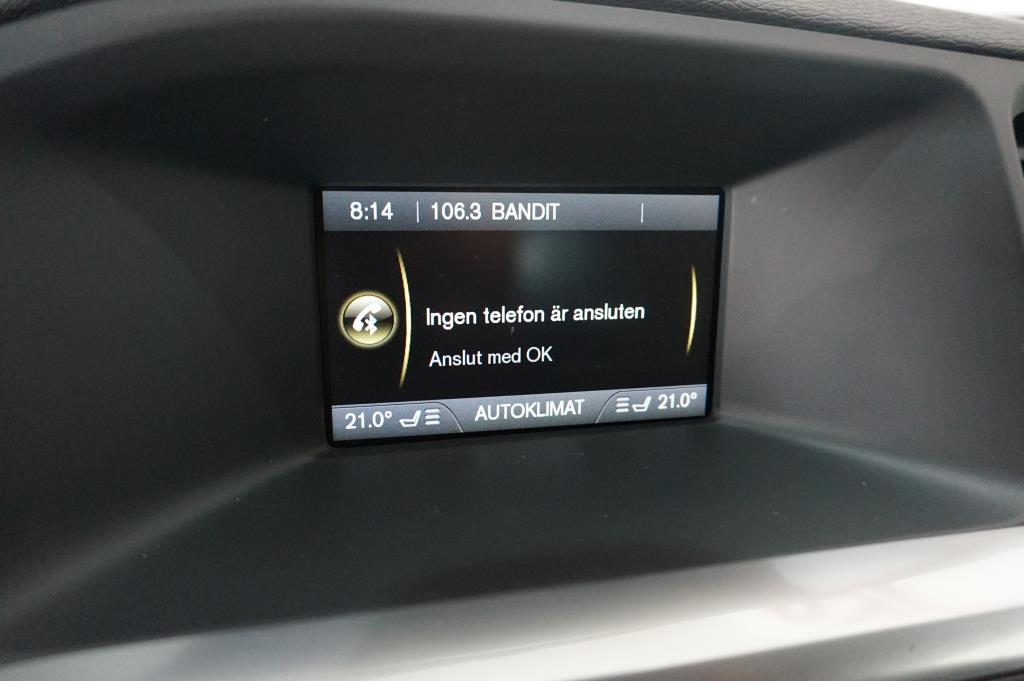 8:14 106.3 BANDIT
Ingen telefon är ansluten
Anslut med OK
21.0° AUTOKLIMAT 21.0°